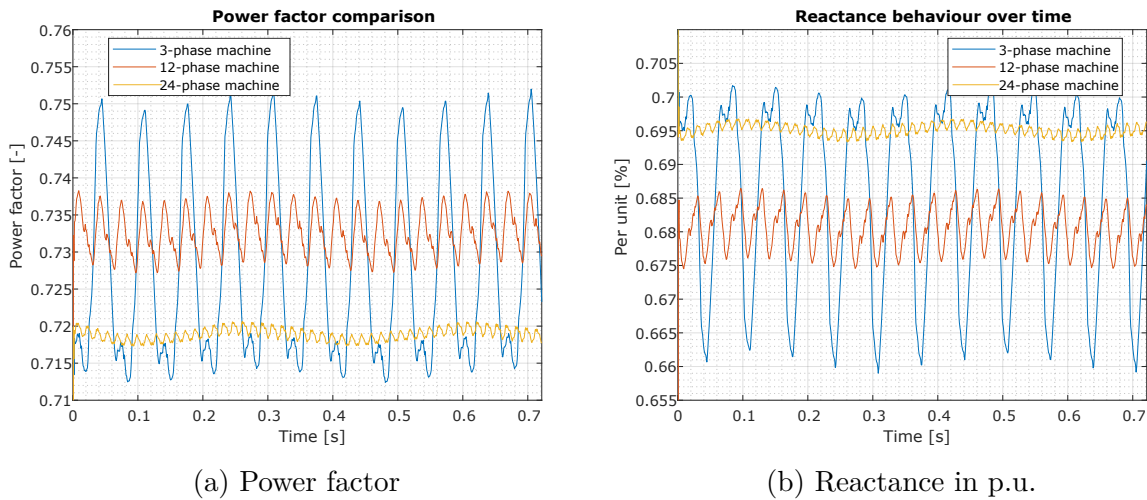 Power factor comparison
0.76
0.755
0.75
0.745
0.74
0.735
0.73
0.725
0.72
0.715
0.71
Power factor [-]
3-phase machine
12-phase machine
24-phase machine
0 0.1 0.2 0.3 0.4 0.5 0.6 0.7
Time [s]
(a) Power factor
Reactance behaviour over time
0.705
0.7
0.695
0.69
0.685
0.68
0.675
0.67
0.665
0.66
0.655
Per unit [%]
3-phase machine
12-phase machine
24-phase machine
0 0.1 0.2 0.3 0.4 0.5 0.6 0.7
Time [s]
(b) Reactance in p.u.